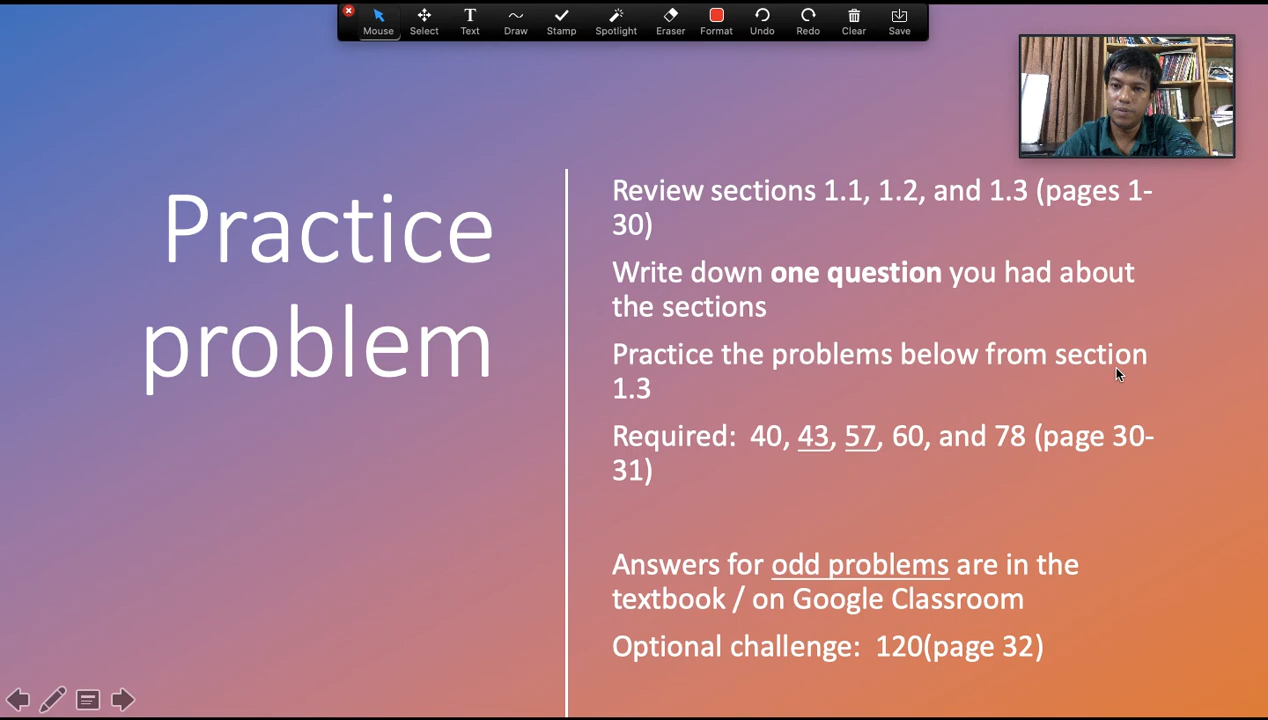 Mouse Select Text Draw Stamp Spotlight Eraser Format Undo Redo Clear Save
Practice
problem
Review sections 1.1, 1.2, and 1.3 (pages 1-
30)
Write down one question you had about
the sections
Practice the problems below from section
1.3
Required: 40, 43, 57, 60, and 78 (page 30-
31)
Answers for odd problems are in the
textbook / on Google Classroom
Optional challenge: 120(page 32)